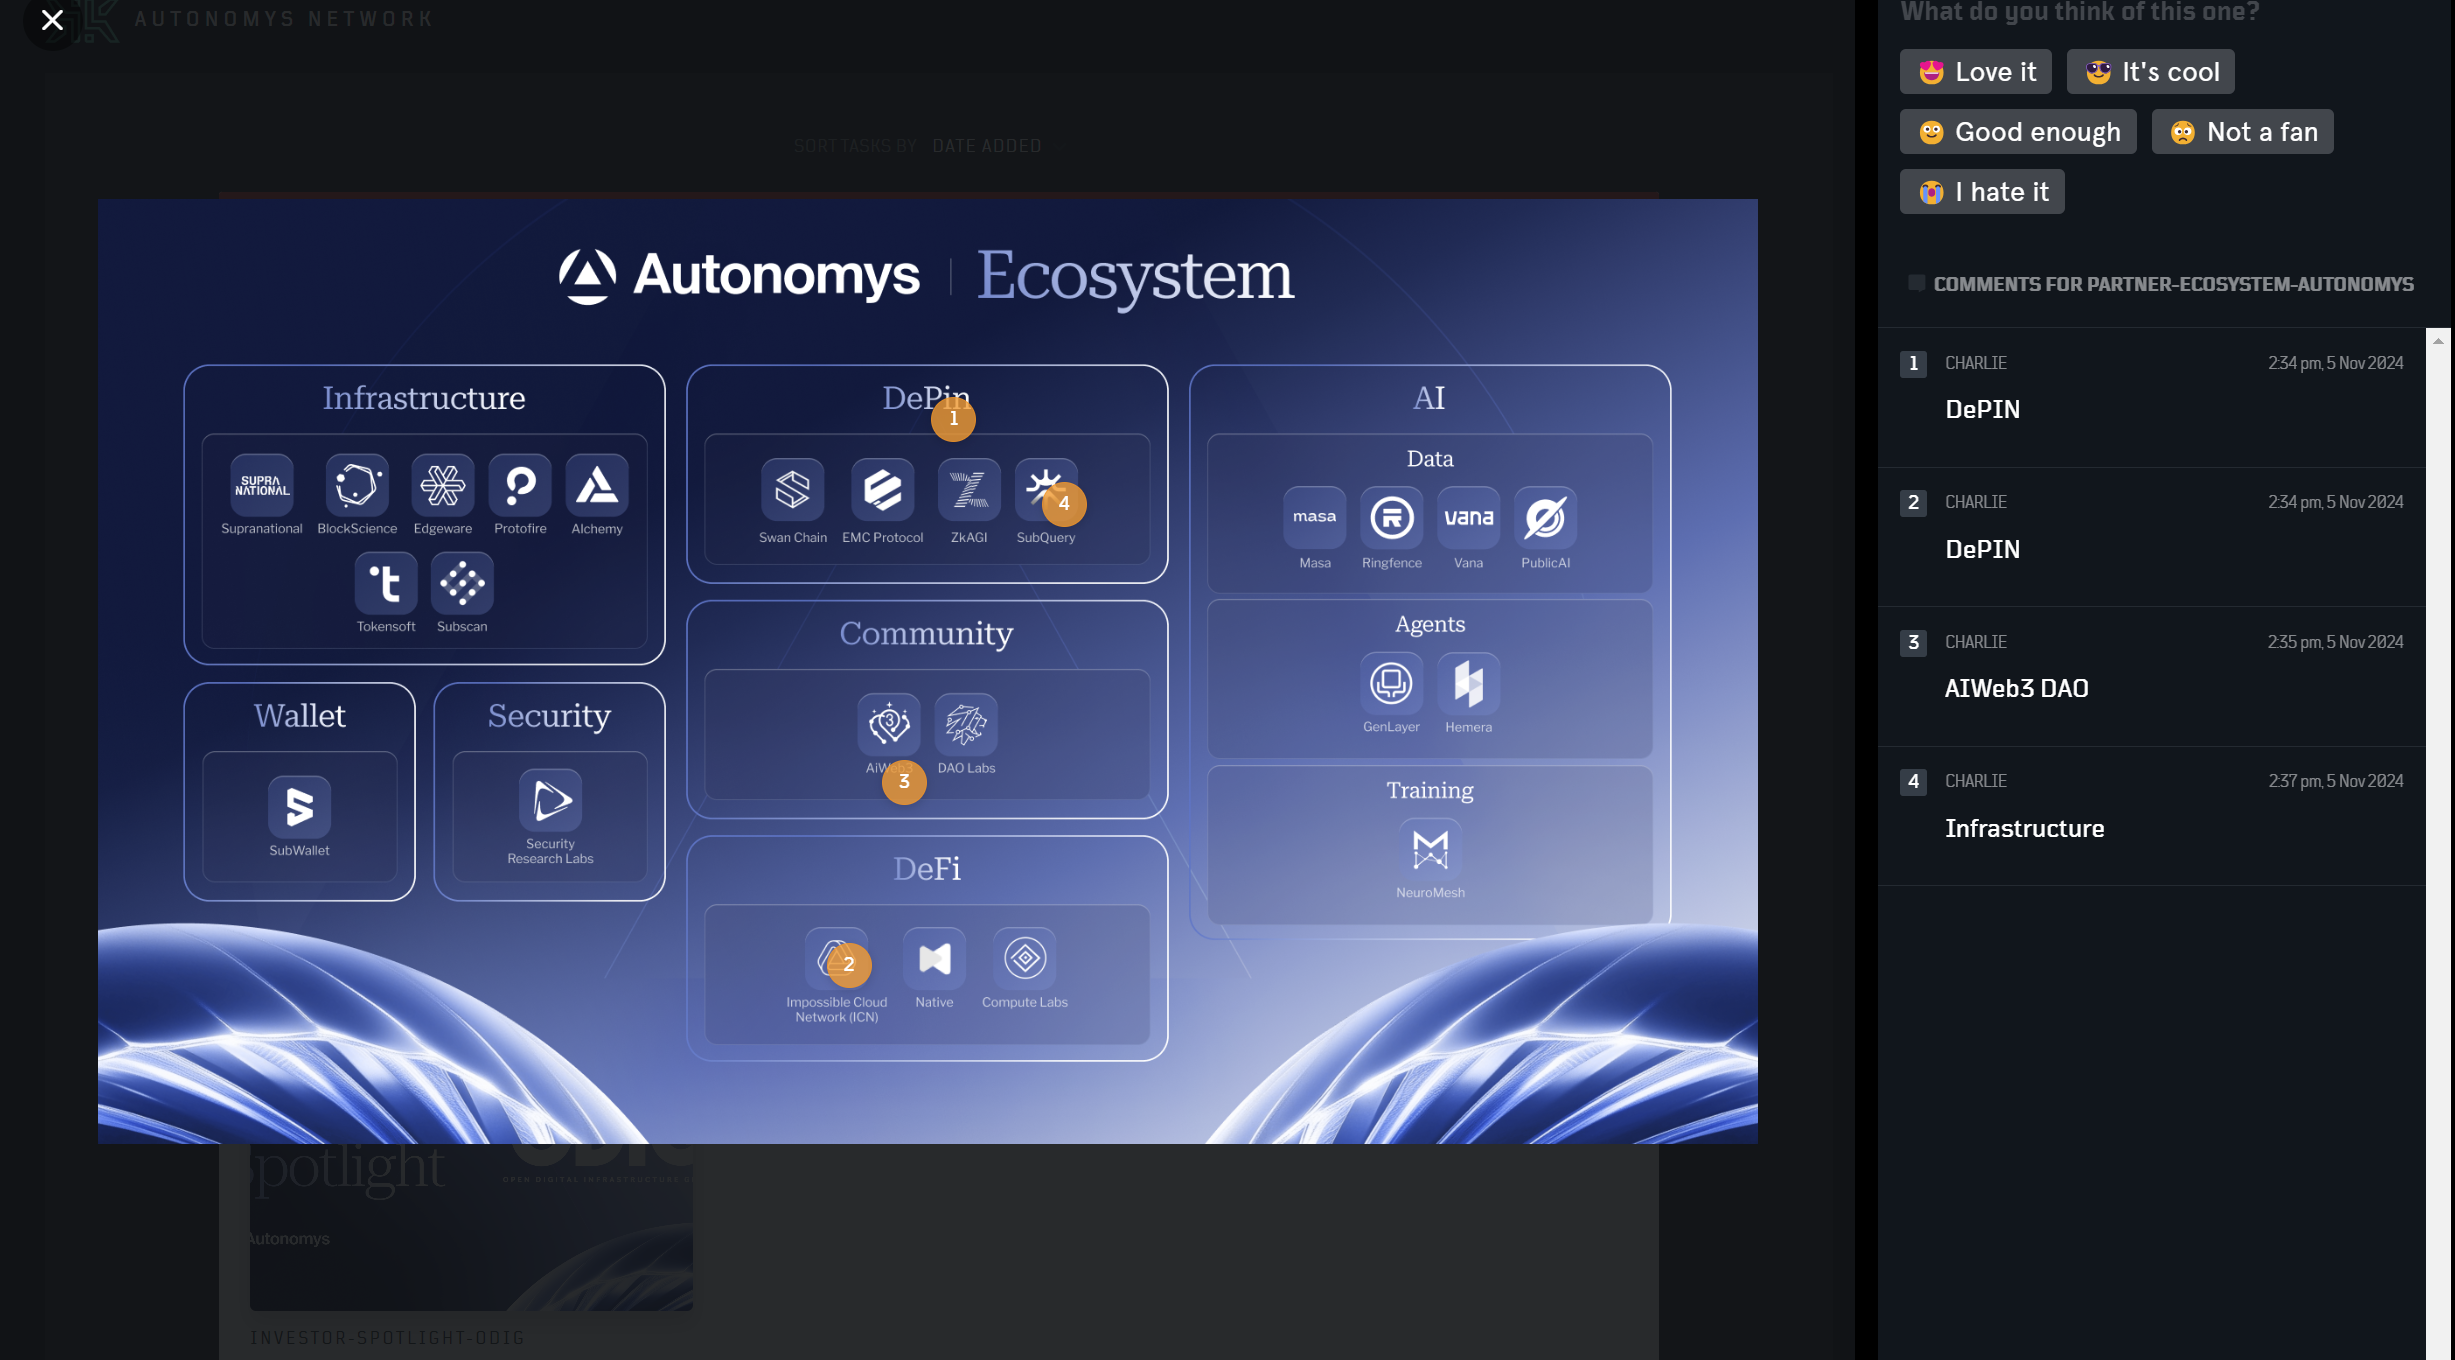 AUTONOMYS NETWORK
SORT TASKS BY DATE ADDED
Autonomys Ecosystem
Infrastructure
SUPRA
NATIONAL
Supranational BlockScience Edgeware Protofire Alchemy
Tokensoft Subscan
Wallet
SubWallet
Security
Security
Research Labs
DePin
1
4
Swan Chain EMC Protocol ZkAGI SubQuery
Community
3
AiWeb3 DAO Labs
3
DeFi
2
Impossible Cloud
Network (ICN)
Native
Compute Labs
AI
Data
masa
vana
Masa Ringfence Vana PublicAI
Agents
GenLayer Hemera
Training
NeuroMesh
potlight
OPEN DIGITAL INFRASTRUCTURE
Autonomys
INVESTOR-SPOTLIGHT-ODIG
What do you think of this one?
Love it It's cool
Good enough Not a fan
I hate it
COMMENTS FOR PARTNER-ECOSYSTEM-AUTONOMYS
1 CHARLIE 2:34 pm, 5 Nov 2024
DePIN
2 CHARLIE 2:34 pm, 5 Nov 2024
DePIN
3 CHARLIE 2:35 pm, 5 Nov 2024
AIWeb3 DAO
4 CHARLIE 2:37 pm, 5 Nov 2024
Infrastructure